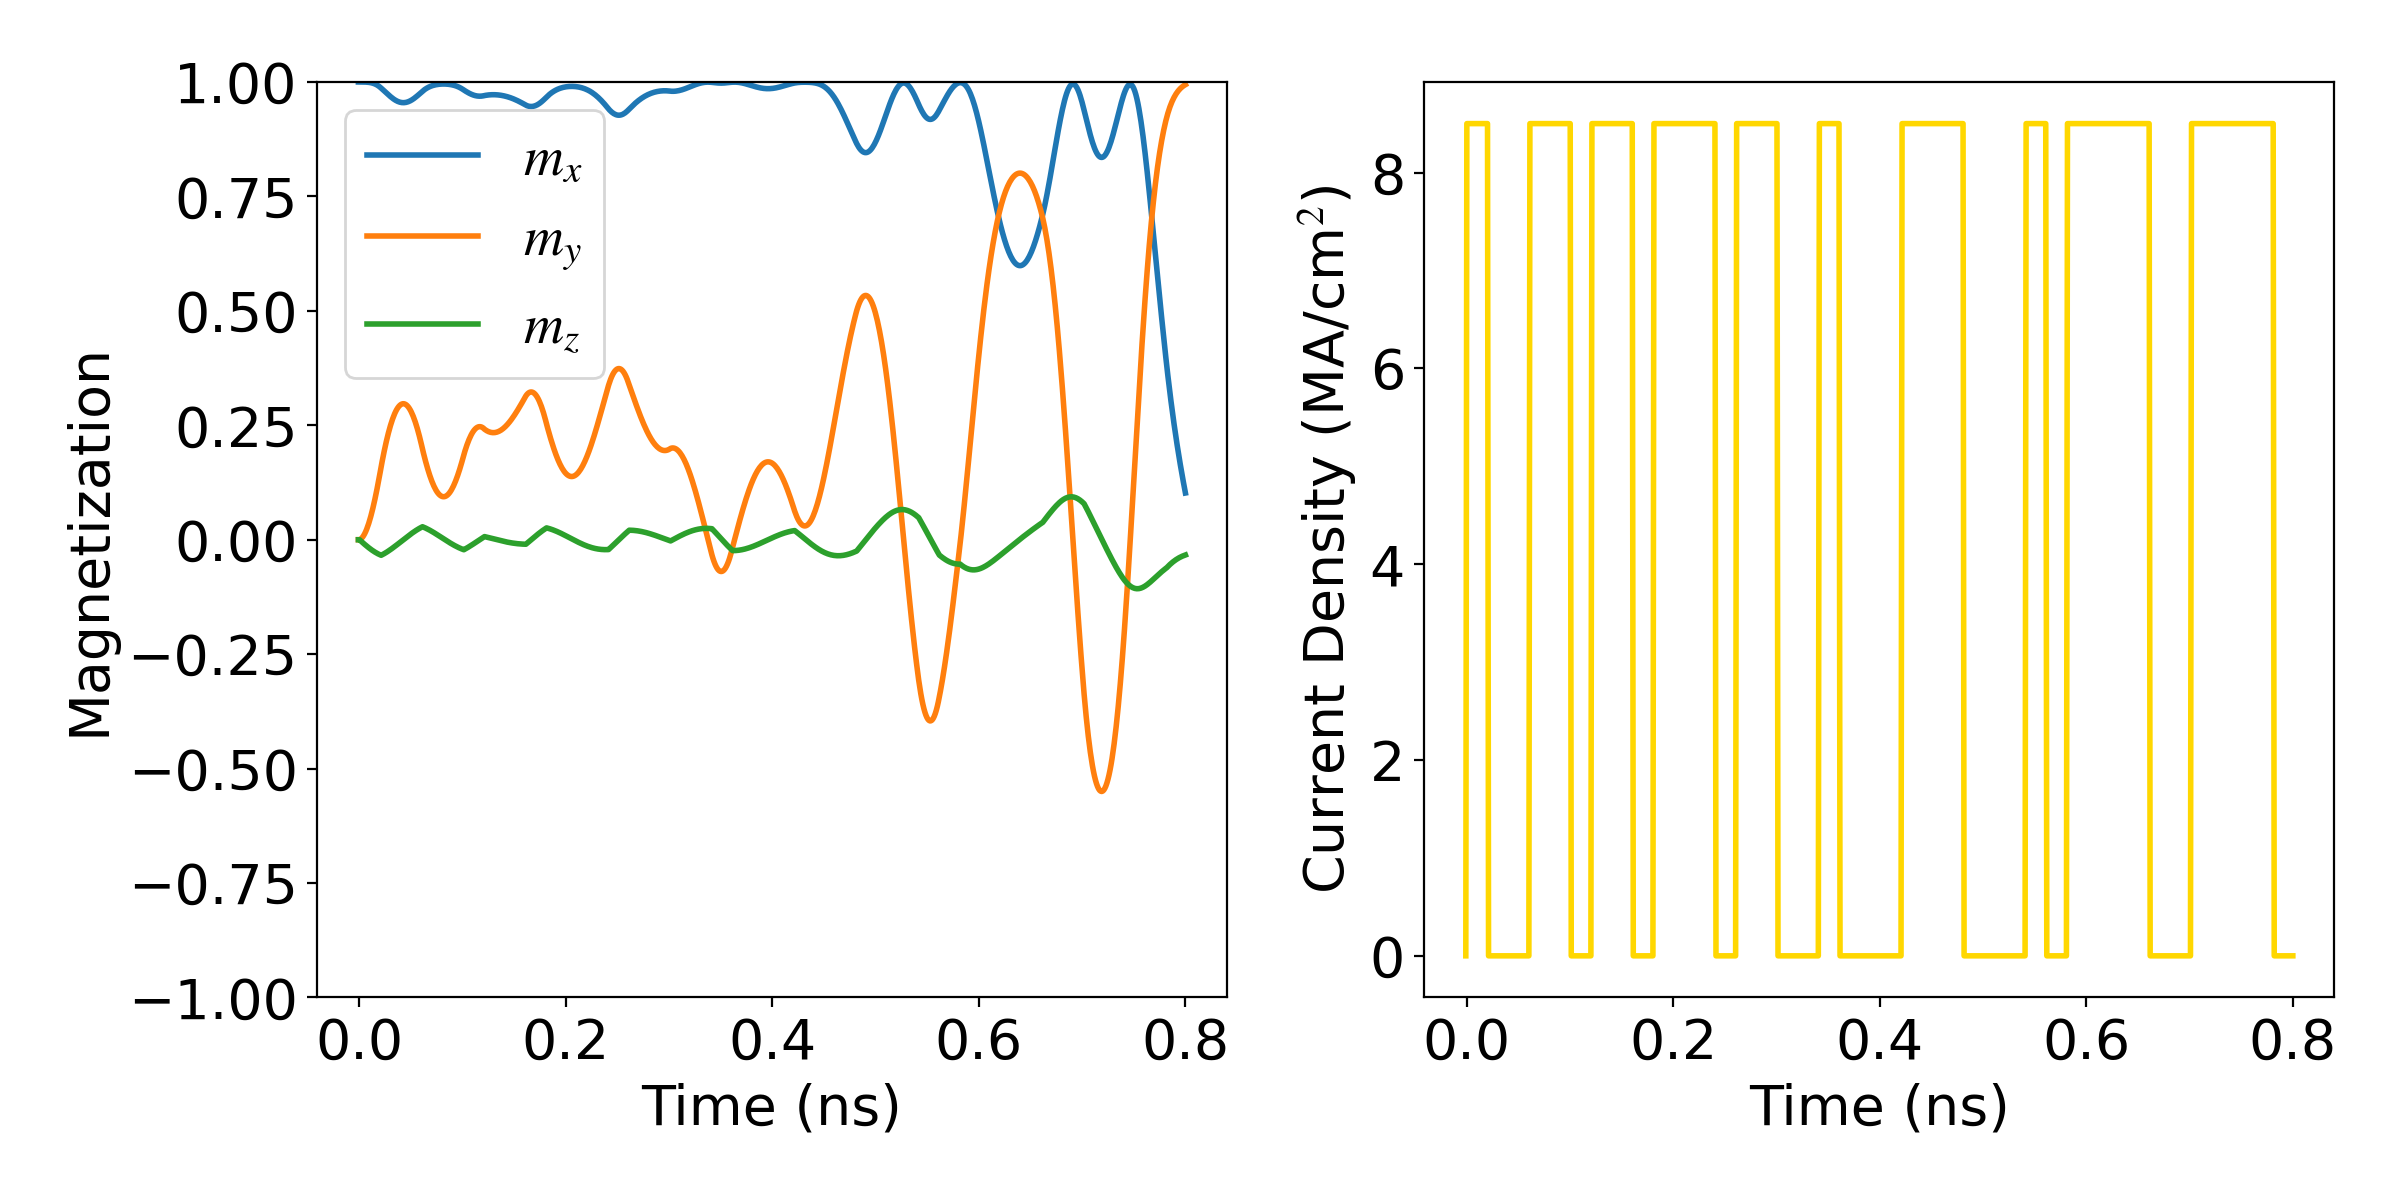 1.00
0.75
0.50
0.25
0.00
−0.25
−0.50
−0.75
−1.00
Magnetization
m_x
m_y
m_z
0.0 0.2 0.4 0.6 0.8
Time (ns)
8
6
4
2
0
Current Density (MA/cm²)
0.0 0.2 0.4 0.6 0.8
Time (ns)